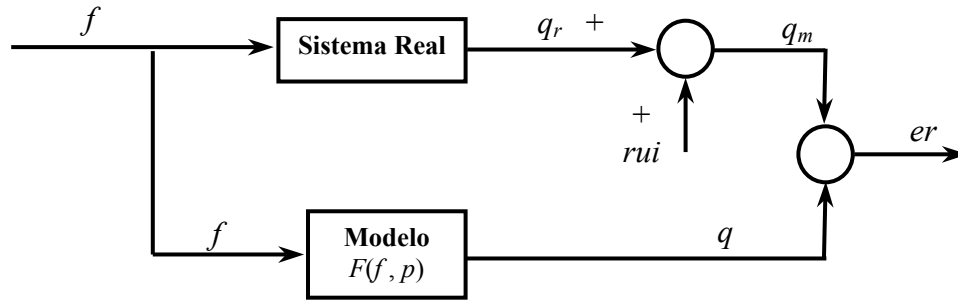 f
Sistema Real
q_r +
q_m
+
rui
er
f
Modelo
F(f , p)
q